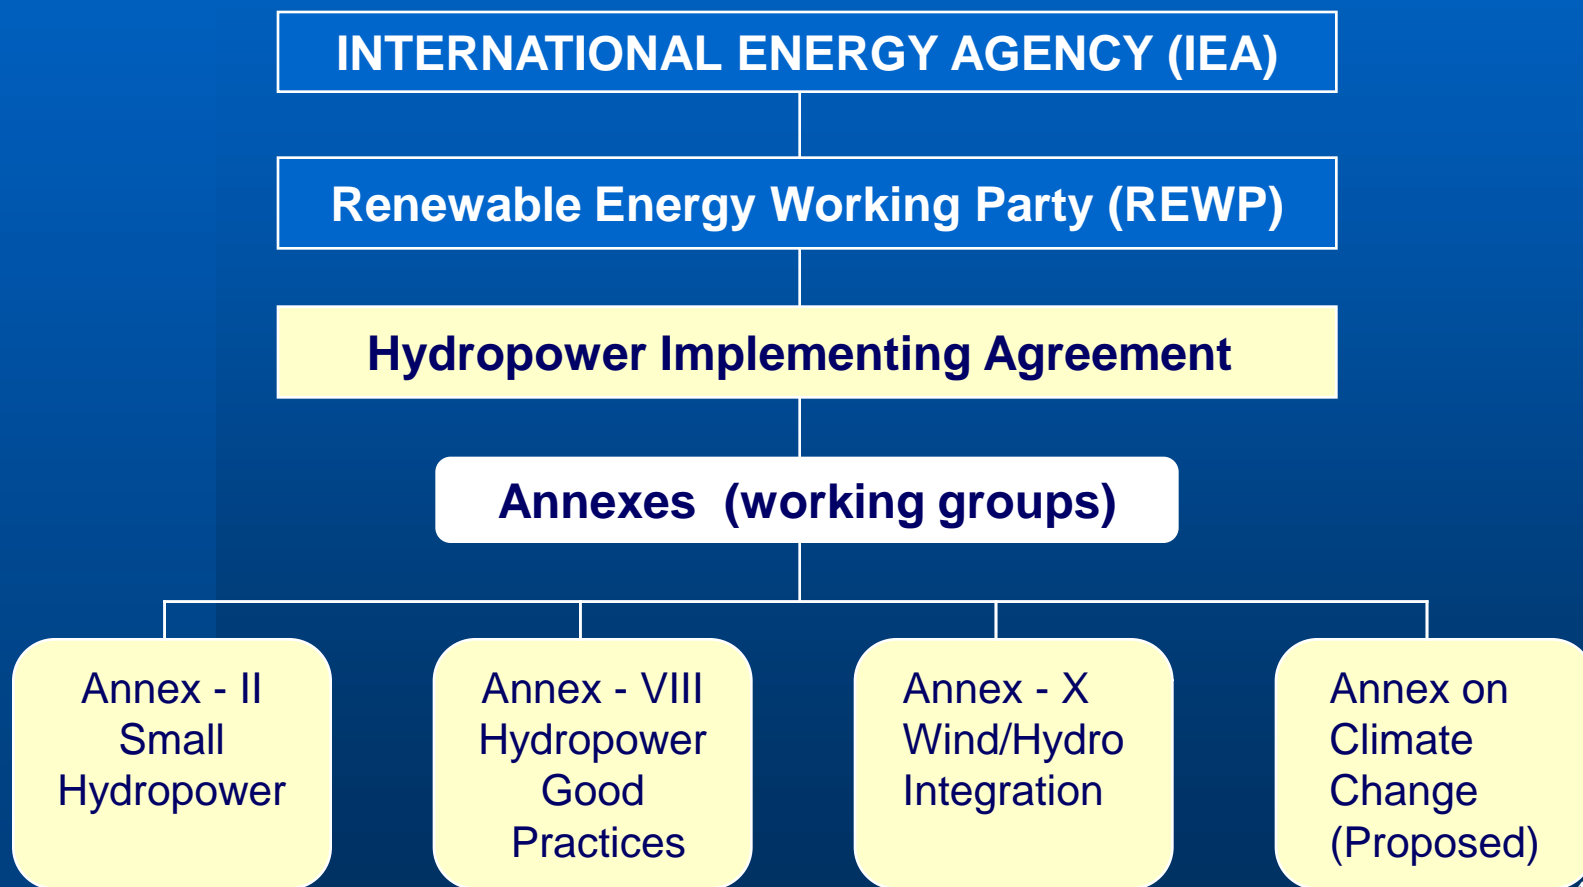 INTERNATIONAL ENERGY AGENCY (IEA)
Renewable Energy Working Party (REWP)
Hydropower Implementing Agreement
Annexes  (working groups)
Annex - II
Small
Hydropower
Annex - VIII
Hydropower
Good
Practices
Annex - X
Wind/Hydro
Integration
Annex on
Climate
Change
(Proposed)